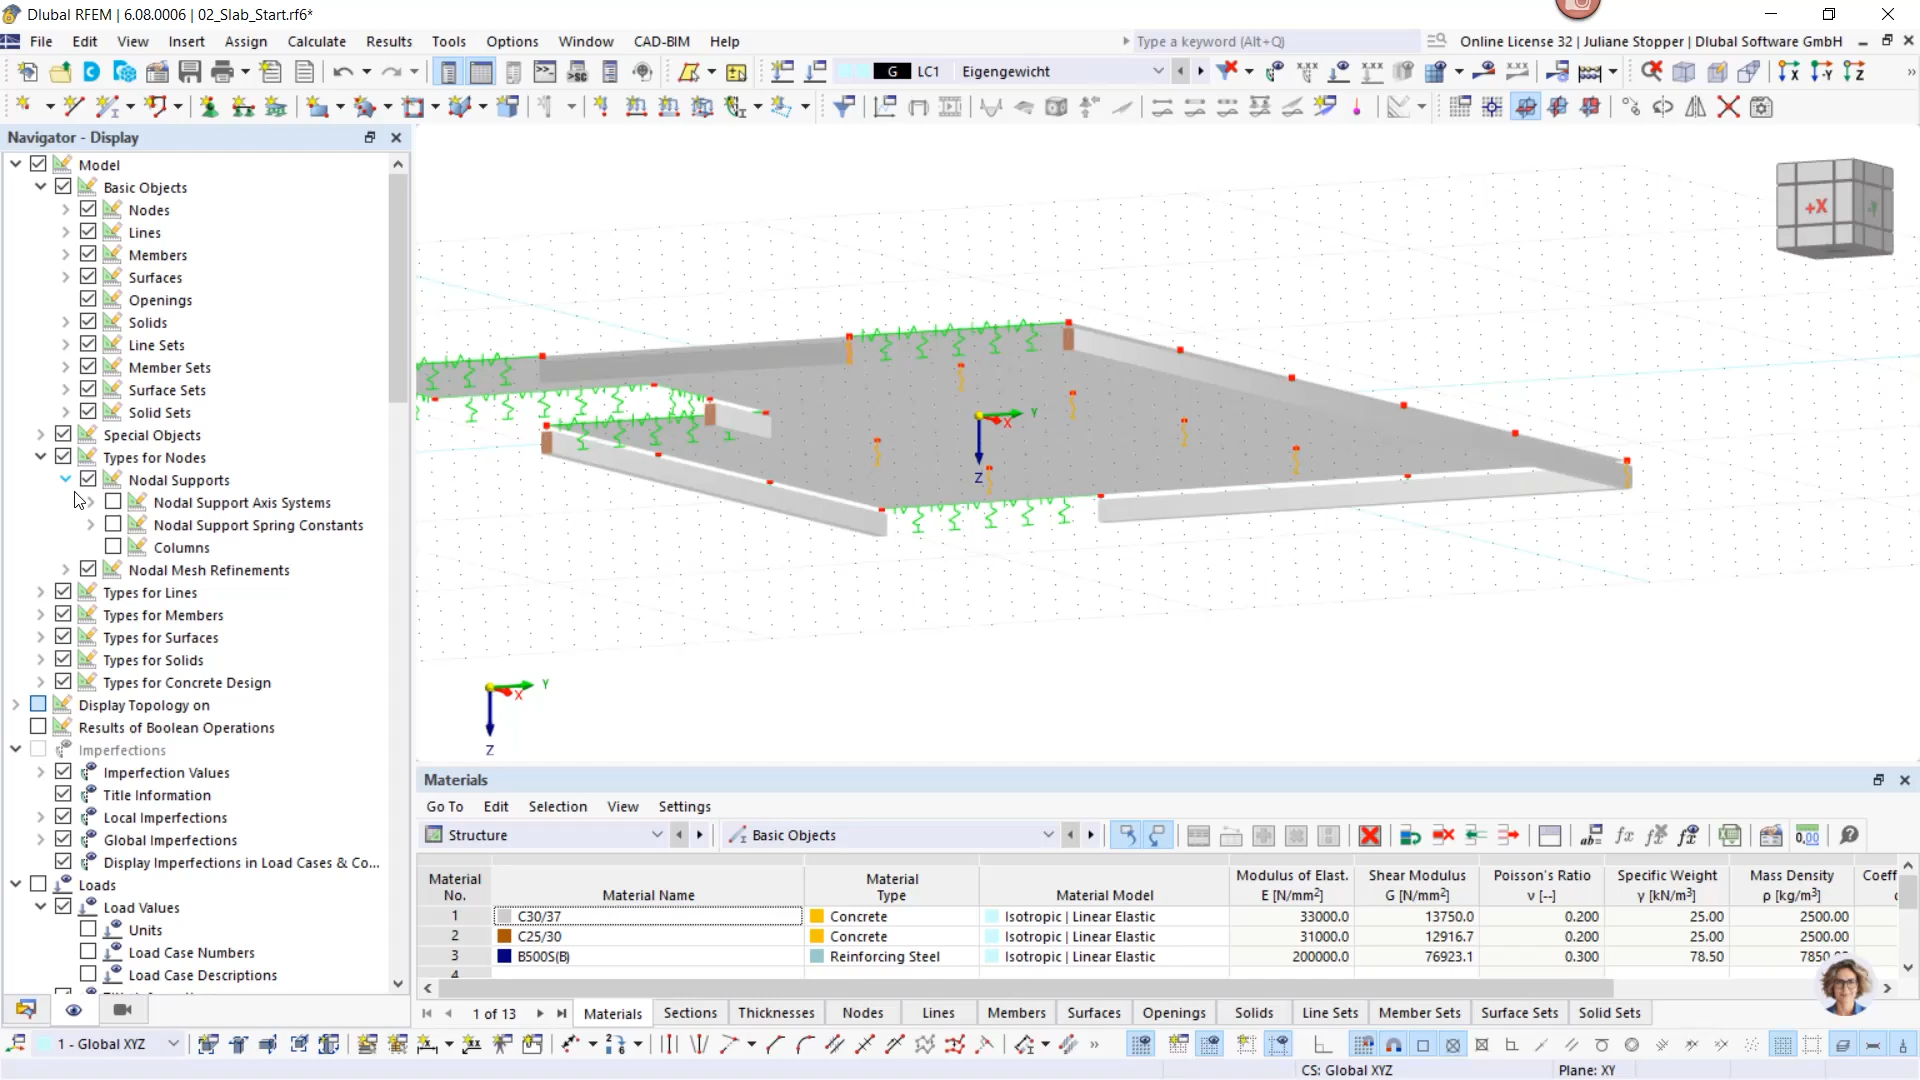 Dlubal RFEM | 6.08.0006 | 02_Slab_Start.rf6*
File Edit View Insert Assign Calculate Results Tools Options Window CAD-BIM Help
Type a keyword (Alt+Q)
Online License 32 | Juliane Stopper | Dlubal Software GmbH
G LC1 Eigengewicht
Navigator - Display
Model
Basic Objects
Nodes
Lines
Members
Surfaces
Openings
Solids
Line Sets
Member Sets
Surface Sets
Solid Sets
Special Objects
Types for Nodes
Nodal Supports
Nodal Support Axis Systems
Nodal Support Spring Constants
Columns
Nodal Mesh Refinements
Types for Lines
Types for Members
Types for Surfaces
Types for Solids
Types for Concrete Design
Display Topology on
Results of Boolean Operations
Imperfections
Imperfection Values
Title Information
Local Imperfections
Global Imperfections
Display Imperfections in Load Cases & Co...
Loads
Load Values
Units
Load Case Numbers
Load Case Descriptions
+X
Y
X
Z
Y
X
Z
Materials
Go To Edit Selection View Settings
Structure Basic Objects
Material No. Material Name Material Type Material Model Modulus of Elast. E [N/mm²] Shear Modulus G [N/mm²] Poisson's Ratio ν [--] Specific Weight γ [kN/m³] Mass Density ρ [kg/m³] Coeff
1 C30/37 Concrete Isotropic | Linear Elastic 33000.0 13750.0 0.200 25.00 2500.00
2 C25/30 Concrete Isotropic | Linear Elastic 31000.0 12916.7 0.200 25.00 2500.00
3 B500S(B) Reinforcing Steel Isotropic | Linear Elastic 200000.0 76923.1 0.300 78.50 7850
4
1 of 13 Materials Sections Thicknesses Nodes Lines Members Surfaces Openings Solids Line Sets Member Sets Surface Sets Solid Sets
1 - Global XYZ
CS: Global XYZ Plane: XY